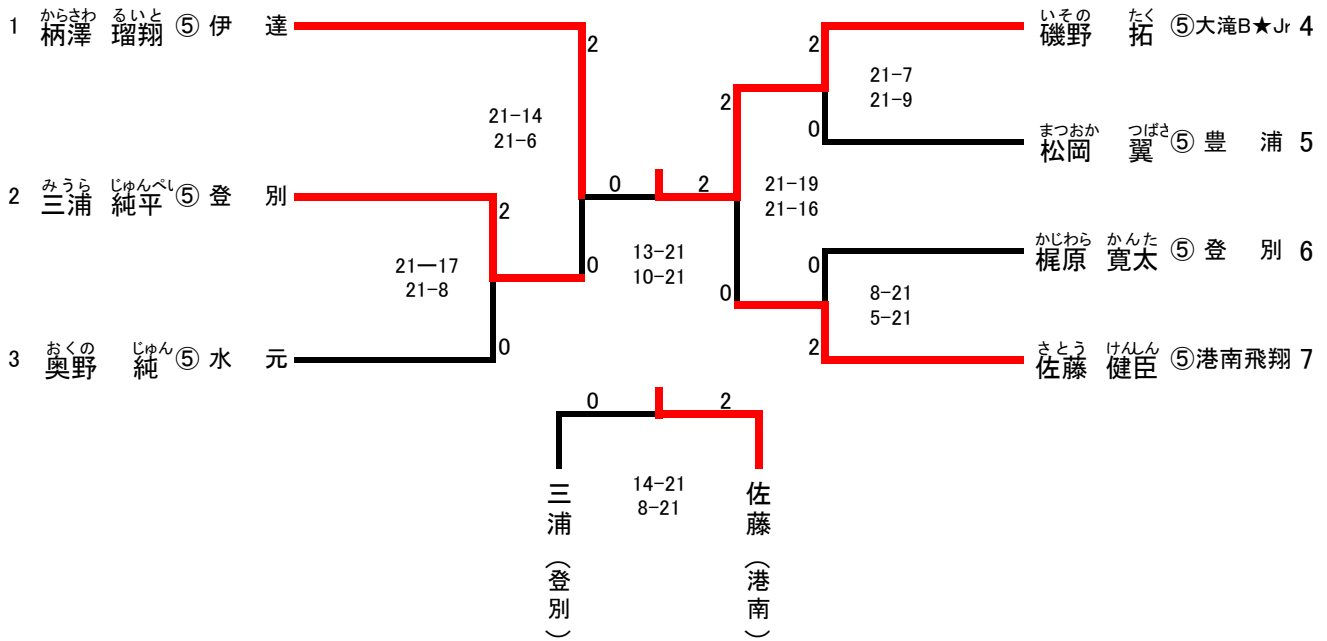 からさわ るいと
1 柄澤 瑠翔 ⑤ 伊 達
2
21-14
21-6
みうら じゅんぺい
2 三浦 純平 ⑤ 登 別
2
0
21ー17
21-8
おくの じゅん
3 奥野 純 ⑤ 水 元
0
0 2
13-21
10-21
いその たく
磯野 拓 ⑤ 大滝B★Jr 4
2
21-7
21-9
2
0
まつおか つばさ
松岡 翼 ⑤ 豊 浦 5
21-19
21-16
かじわら かんた
梶原 寛太 ⑤ 登 別 6
0
8-21
5-21
0
2
さとう けんしん
佐藤 健臣 ⑤ 港南飛翔 7
0 2
14-21
8-21
三浦（登別）
佐藤（港南）